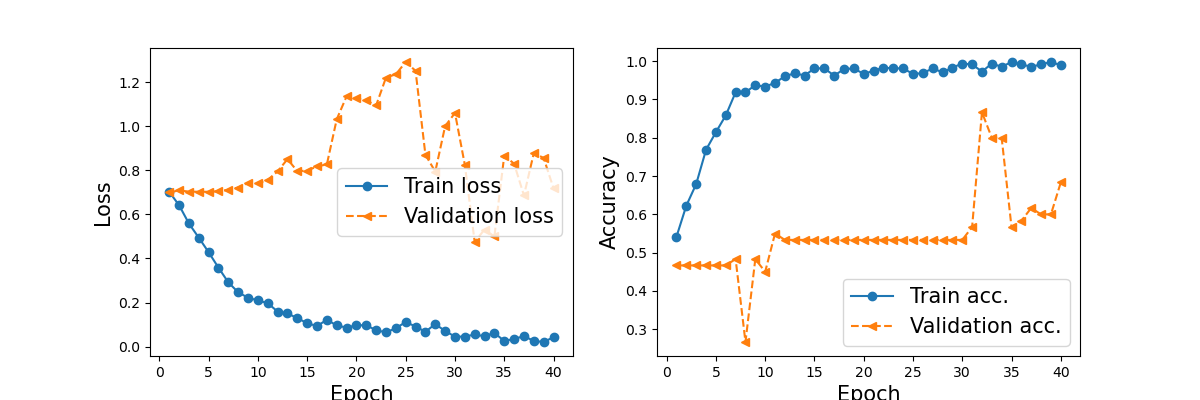 Loss
1.2
1.0
0.8
0.6
0.4
0.2
0.0
0 5 10 15 20 25 30 35 40
Epoch
Train loss
Validation loss
Accuracy
1.0
0.9
0.8
0.7
0.6
0.5
0.4
0.3
0 5 10 15 20 25 30 35 40
Epoch
Train acc.
Validation acc.